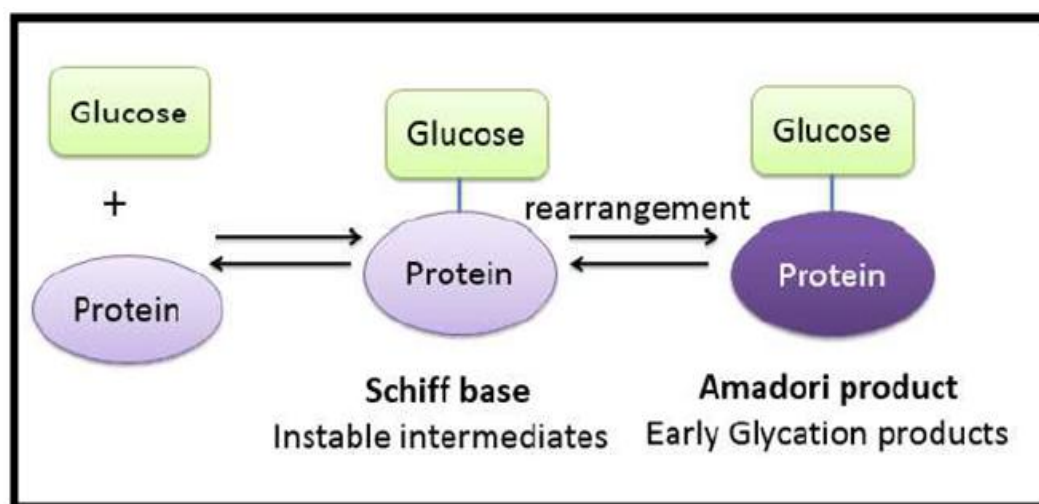 Glucose
+
Protein
Glucose
Protein
Schiff base
Instable intermediates
rearrangement
Glucose
Protein
Amadori product
Early Glycation products